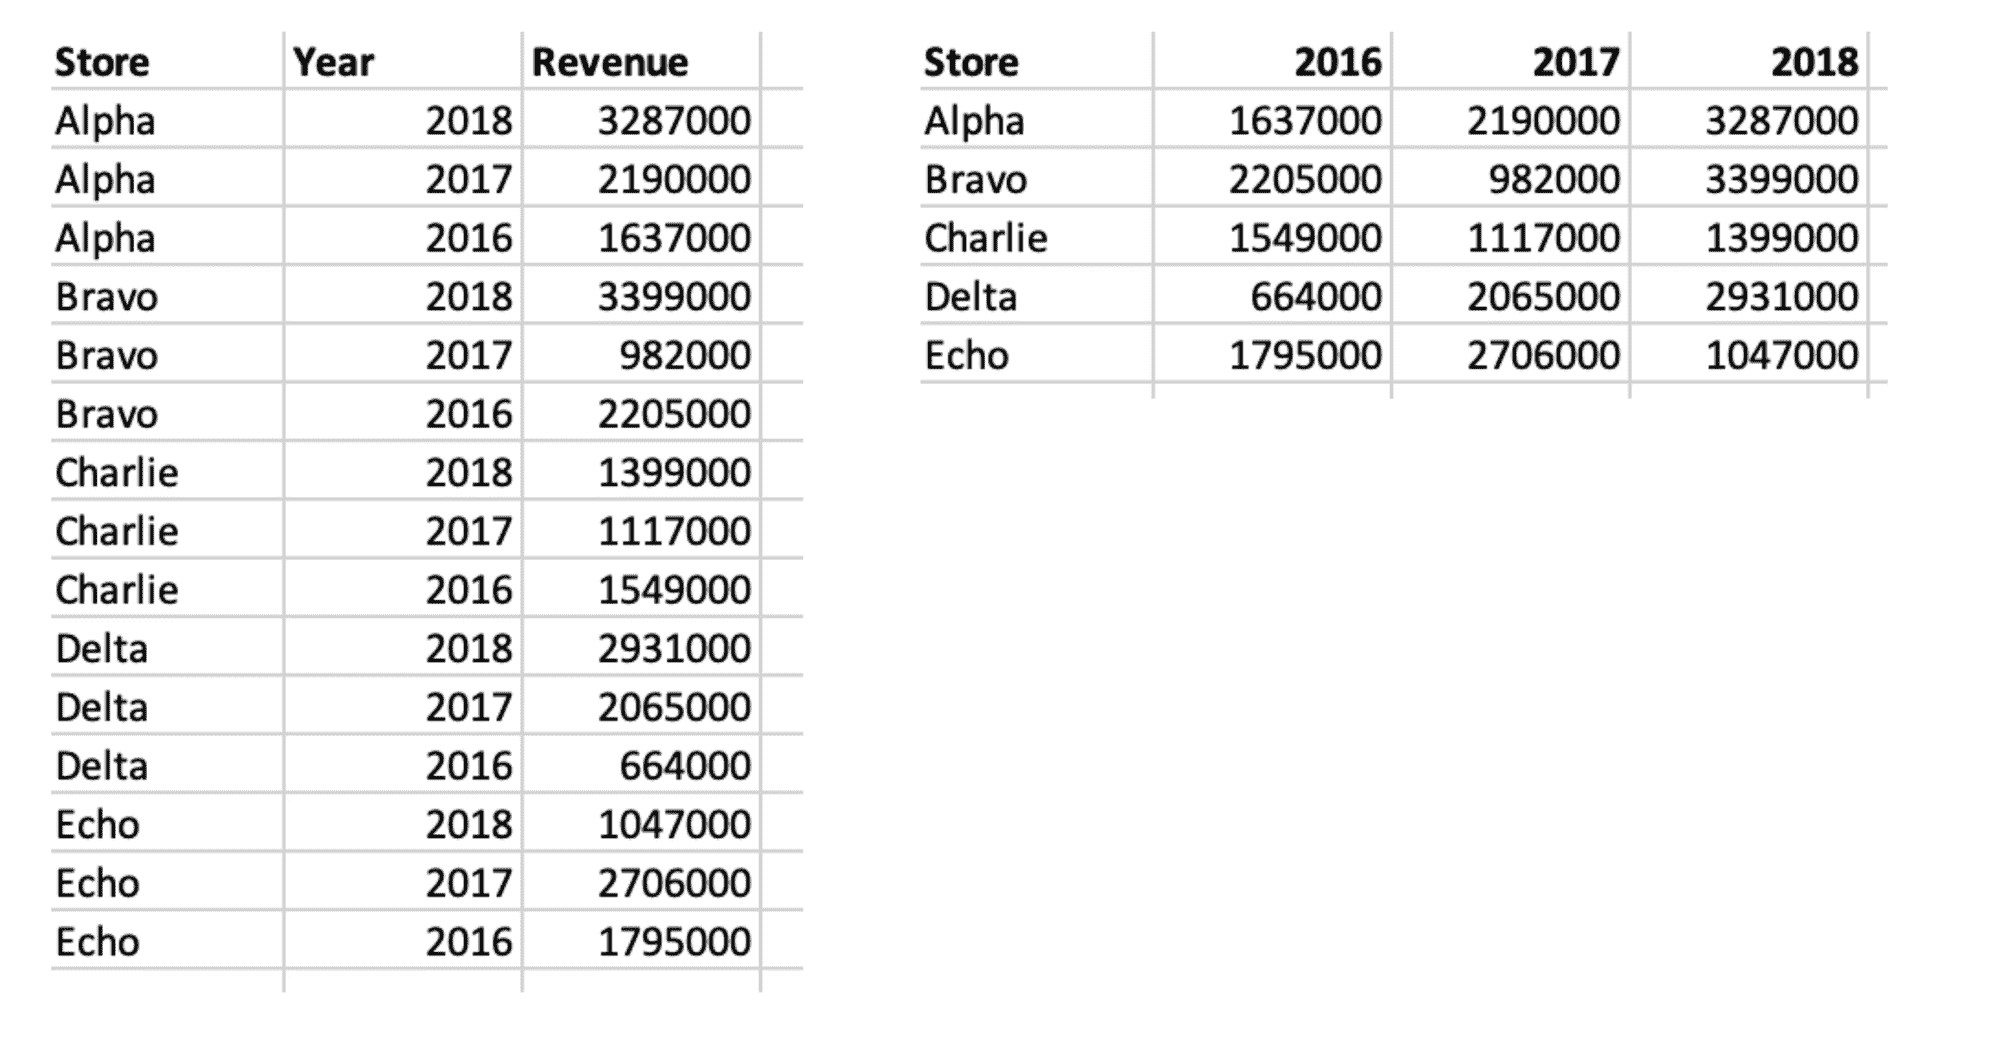 Store Year Revenue
Alpha 2018 3287000
Alpha 2017 2190000
Alpha 2016 1637000
Bravo 2018 3399000
Bravo 2017 982000
Bravo 2016 2205000
Charlie 2018 1399000
Charlie 2017 1117000
Charlie 2016 1549000
Delta 2018 2931000
Delta 2017 2065000
Delta 2016 664000
Echo 2018 1047000
Echo 2017 2706000
Echo 2016 1795000
Store 2016 2017 2018
Alpha 1637000 2190000 3287000
Bravo 2205000 982000 3399000
Charlie 1549000 1117000 1399000
Delta 664000 2065000 2931000
Echo 1795000 2706000 1047000